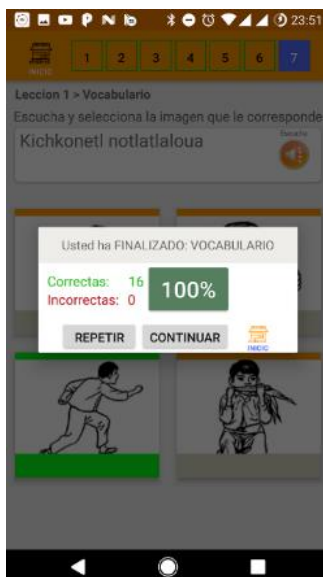 23:51
INICIO
1 2 3 4 5 6 7
Leccion 1 > Vocabulario
Escucha y selecciona la imagen que le corresponde
Kichkonetl notlatlaloua
Escucha
Usted ha FINALIZADO: VOCABULARIO
Correctas: 16
Incorrectas: 0
100%
REPETIR CONTINUAR
INICIO